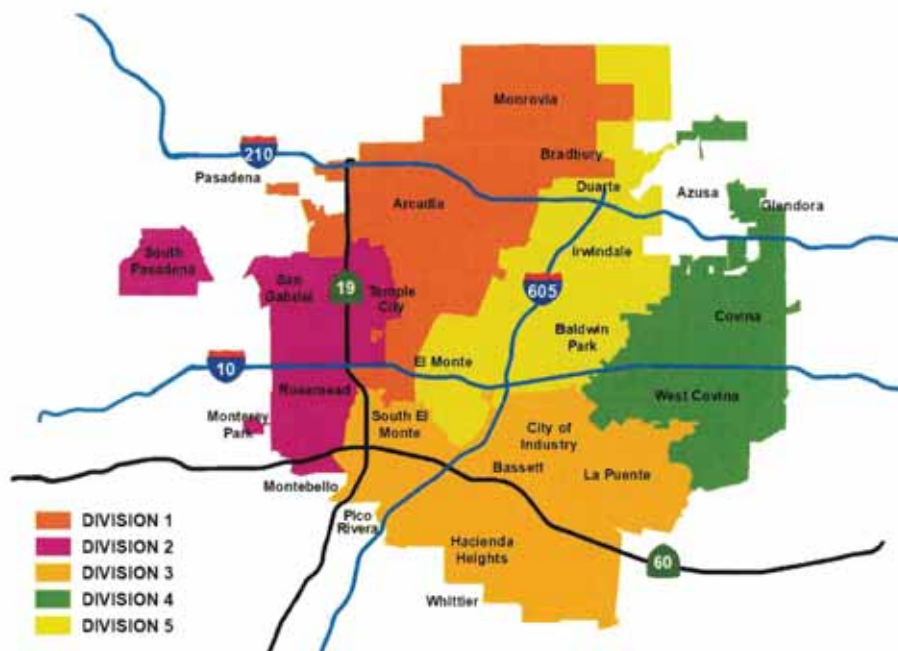 Monrovia
210
Bradbury
Pasadena
Duarte
Azusa
Glendora
Arcadia
South
Pasadena
San
Gabriel
19
Temple
City
605
Irwindale
Baldwin
Park
Covina
10
El Monte
Rosemead
West Covina
Monterey
Park
South El
Monte
City of
Industry
Bassett
La Puente
Montebello
Pico
Rivera
Hacienda
Heights
60
Whittier
DIVISION 1
DIVISION 2
DIVISION 3
DIVISION 4
DIVISION 5